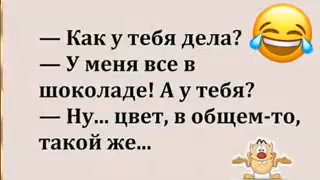 — Как у тебя дела?
— У меня все в
шоколаде! А у тебя?
— Ну... цвет, в общем-то,
такой же...